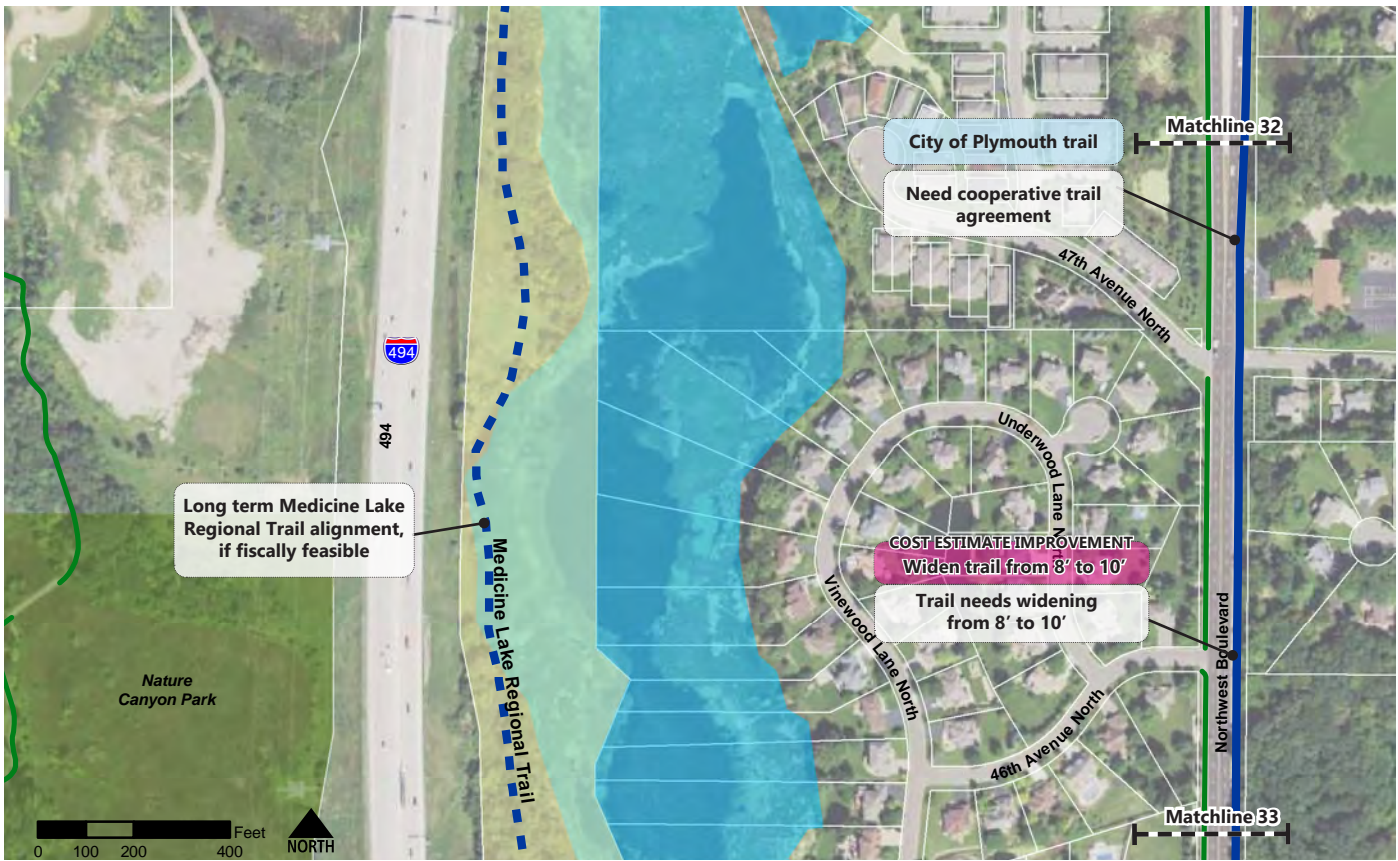 Matchline 32
City of Plymouth trail
Need cooperative trail
agreement
47th Avenue North
494
494
Underwood Lane North
Long term Medicine Lake
Regional Trail alignment,
if fiscally feasible
Medicine Lake Regional Trail
COST ESTIMATE IMPROVEMENT
Widen trail from 8’ to 10’
Trail needs widening
from 8’ to 10’
Vinewood Lane North
Northwest Boulevard
Nature
Canyon Park
46th Avenue North
Matchline 33
Feet
0 100 200 400
NORTH